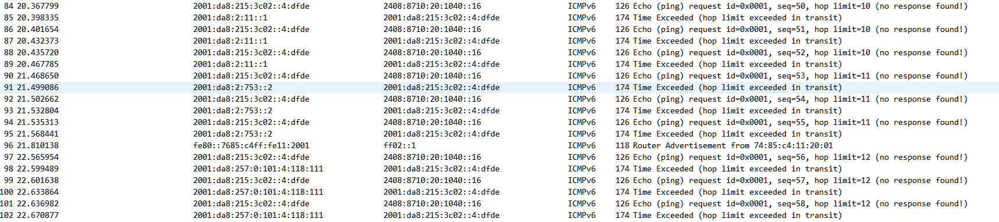 84 20.367799 2001:da8:215:3c02::4:dfde 2408:8710:20:1040::16 ICMPv6 126 Echo (ping) request id=0x0001, seq=50, hop limit=10 (no response found!)
85 20.398335 2001:da8:2:11::1 2001:da8:215:3c02::4:dfde ICMPv6 174 Time Exceeded (hop limit exceeded in transit)
86 20.401654 2001:da8:215:3c02::4:dfde 2408:8710:20:1040::16 ICMPv6 126 Echo (ping) request id=0x0001, seq=51, hop limit=10 (no response found!)
87 20.432373 2001:da8:2:11::1 2001:da8:215:3c02::4:dfde ICMPv6 174 Time Exceeded (hop limit exceeded in transit)
88 20.435720 2001:da8:215:3c02::4:dfde 2408:8710:20:1040::16 ICMPv6 126 Echo (ping) request id=0x0001, seq=52, hop limit=10 (no response found!)
89 20.467785 2001:da8:2:11::1 2001:da8:215:3c02::4:dfde ICMPv6 174 Time Exceeded (hop limit exceeded in transit)
90 21.468650 2001:da8:215:3c02::4:dfde 2408:8710:20:1040::16 ICMPv6 126 Echo (ping) request id=0x0001, seq=53, hop limit=11 (no response found!)
91 21.499086 2001:da8:2:753::2 2001:da8:215:3c02::4:dfde ICMPv6 174 Time Exceeded (hop limit exceeded in transit)
92 21.502662 2001:da8:215:3c02::4:dfde 2408:8710:20:1040::16 ICMPv6 126 Echo (ping) request id=0x0001, seq=54, hop limit=11 (no response found!)
93 21.532804 2001:da8:2:753::2 2001:da8:215:3c02::4:dfde ICMPv6 174 Time Exceeded (hop limit exceeded in transit)
94 21.535313 2001:da8:215:3c02::4:dfde 2408:8710:20:1040::16 ICMPv6 126 Echo (ping) request id=0x0001, seq=55, hop limit=11 (no response found!)
95 21.568441 2001:da8:2:753::2 2001:da8:215:3c02::4:dfde ICMPv6 174 Time Exceeded (hop limit exceeded in transit)
96 21.810138 fe80::7685:c4ff:fe11:2001 ff02::1 ICMPv6 118 Router Advertisement from 74:85:c4:11:20:01
97 22.565954 2001:da8:215:3c02::4:dfde 2408:8710:20:1040::16 ICMPv6 126 Echo (ping) request id=0x0001, seq=56, hop limit=12 (no response found!)
98 22.599489 2001:da8:257:0:101:4:118:111 2001:da8:215:3c02::4:dfde ICMPv6 174 Time Exceeded (hop limit exceeded in transit)
99 22.601638 2001:da8:215:3c02::4:dfde 2408:8710:20:1040::16 ICMPv6 126 Echo (ping) request id=0x0001, seq=57, hop limit=12 (no response found!)
100 22.633864 2001:da8:257:0:101:4:118:111 2001:da8:215:3c02::4:dfde ICMPv6 174 Time Exceeded (hop limit exceeded in transit)
101 22.636982 2001:da8:215:3c02::4:dfde 2408:8710:20:1040::16 ICMPv6 126 Echo (ping) request id=0x0001, seq=58, hop limit=12 (no response found!)
102 22.670877 2001:da8:257:0:101:4:118:111 2001:da8:215:3c02::4:dfde ICMPv6 174 Time Exceeded (hop limit exceeded in transit)